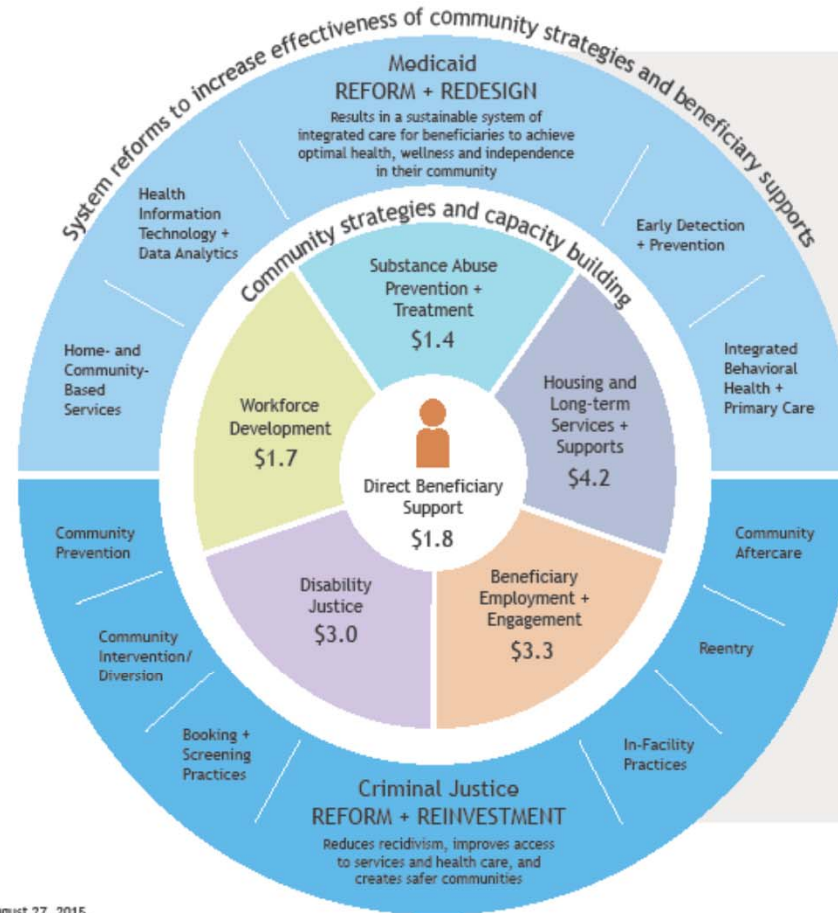 System reforms to increase effectiveness of community strategies and beneficiary supports
Medicaid
REFORM + REDESIGN
Results in a sustainable system of
integrated care for beneficiaries to achieve
optimal health, wellness and independence
in their community
Health
Information
Technology +
Data Analytics
Early Detection
+ Prevention
Home- and
Community-
Based
Services
Integrated
Behavioral
Health +
Primary Care
Community strategies and capacity building
Substance Abuse
Prevention +
Treatment
$1.4
Workforce
Development
$1.7
Housing and
Long-term
Services +
Supports
$4.2
Direct Beneficiary
Support
$1.8
Disability
Justice
$3.0
Beneficiary
Employment +
Engagement
$3.3
Community
Prevention
Community
Aftercare
Community
Intervention/
Diversion
Reentry
Booking +
Screening
Practices
In-Facility
Practices
Criminal Justice
REFORM + REINVESTMENT
Reduces recidivism, improves access
to services and health care, and
creates safer communities
27, 2015